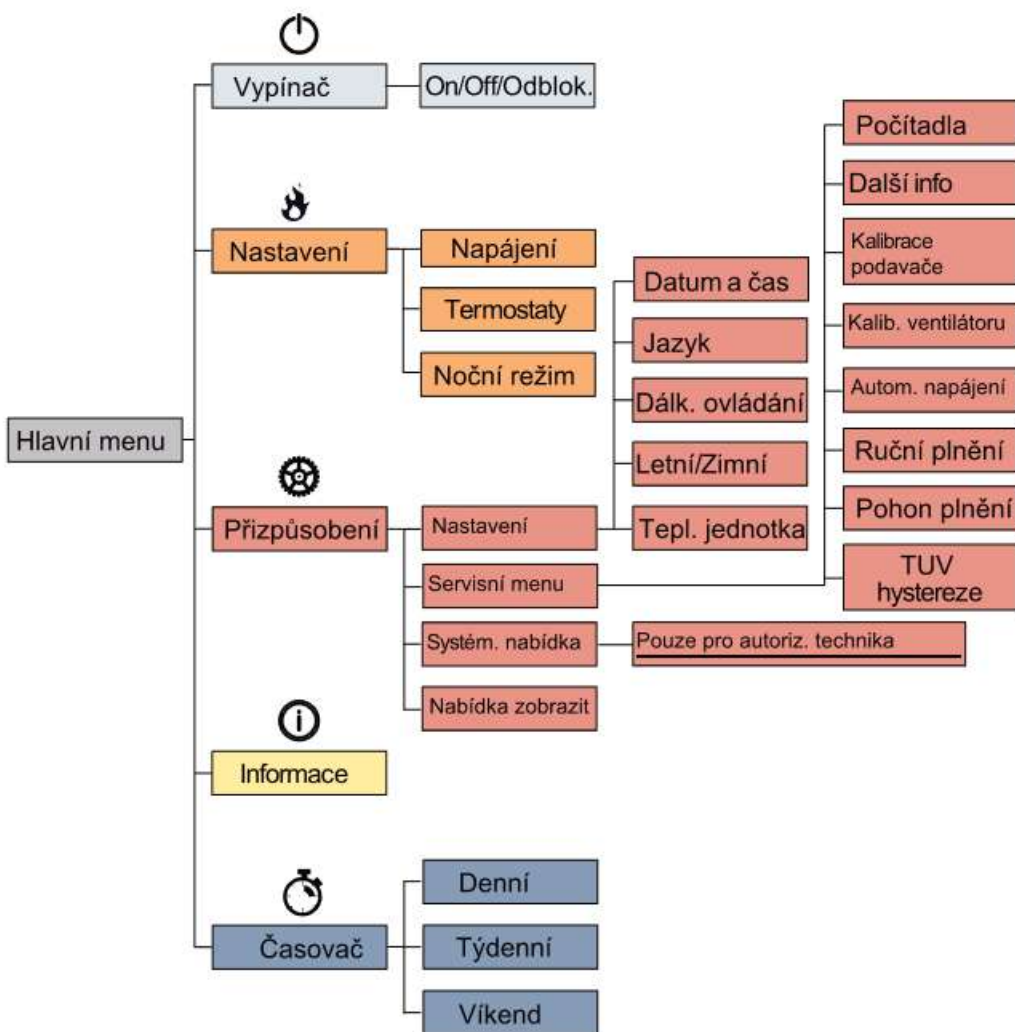 Hlavní menu
Vypínač
On/Off/Odblok.
Nastavení
Napájení
Termostaty
Noční režim
Přizpůsobení
Nastavení
Datum a čas
Jazyk
Dálk. ovládání
Letní/Zimní
Tepl. jednotka
Servisní menu
Počítadla
Další info
Kalibrace
podavače
Kalib. ventilátoru
Autom. napájení
Ruční plnění
Pohon plnění
TUV
hystereze
Systém. nabídka
Pouze pro autoriz. technika
Nabídka zobrazit
Informace
Časovač
Denní
Týdenní
Víkend